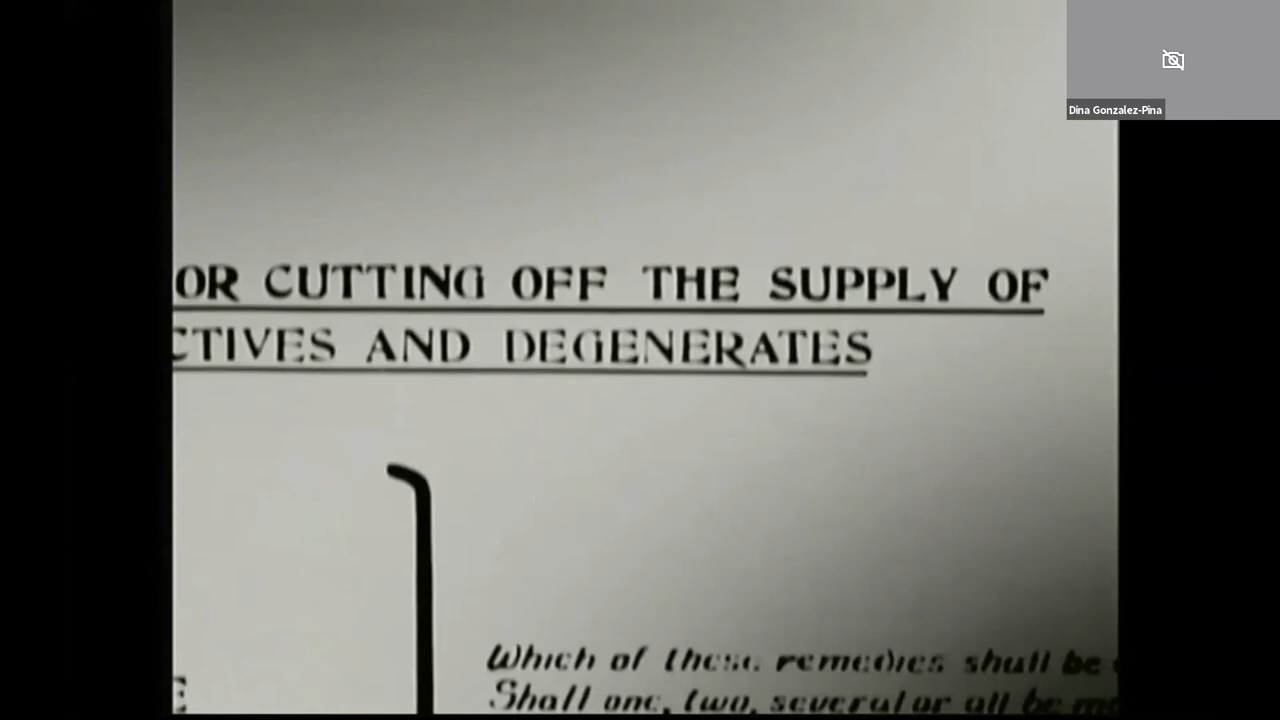 Dina Gonzalez-Pina
OR CUTTING OFF THE SUPPLY OF
CTIVES AND DEGENERATES
Which of these remedies shall be
E
Shall one, two, several or all be